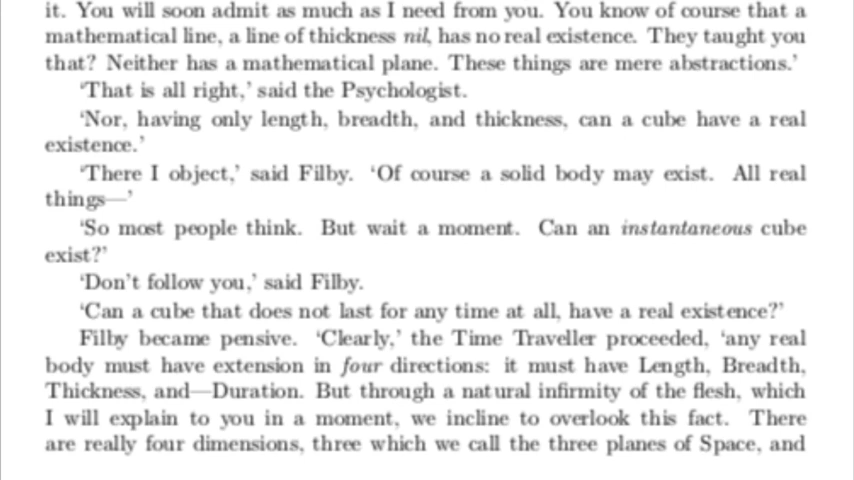 it. You will soon admit as much as I need from you. You know of course that a
mathematical line, a line of thickness nil, has no real existence. They taught you
that? Neither has a mathematical plane. These things are mere abstractions.’
‘That is all right,’ said the Psychologist.
‘Nor, having only length, breadth, and thickness, can a cube have a real
existence.’
‘There I object,’ said Filby. ‘Of course a solid body may exist. All real
things—’
‘So most people think. But wait a moment. Can an instantaneous cube
exist?’
‘Don’t follow you,’ said Filby.
‘Can a cube that does not last for any time at all, have a real existence?’
Filby became pensive. ‘Clearly,’ the Time Traveller proceeded, ‘any real
body must have extension in four directions: it must have Length, Breadth,
Thickness, and—Duration. But through a natural infirmity of the flesh, which
I will explain to you in a moment, we incline to overlook this fact. There
are really four dimensions, three which we call the three planes of Space, and